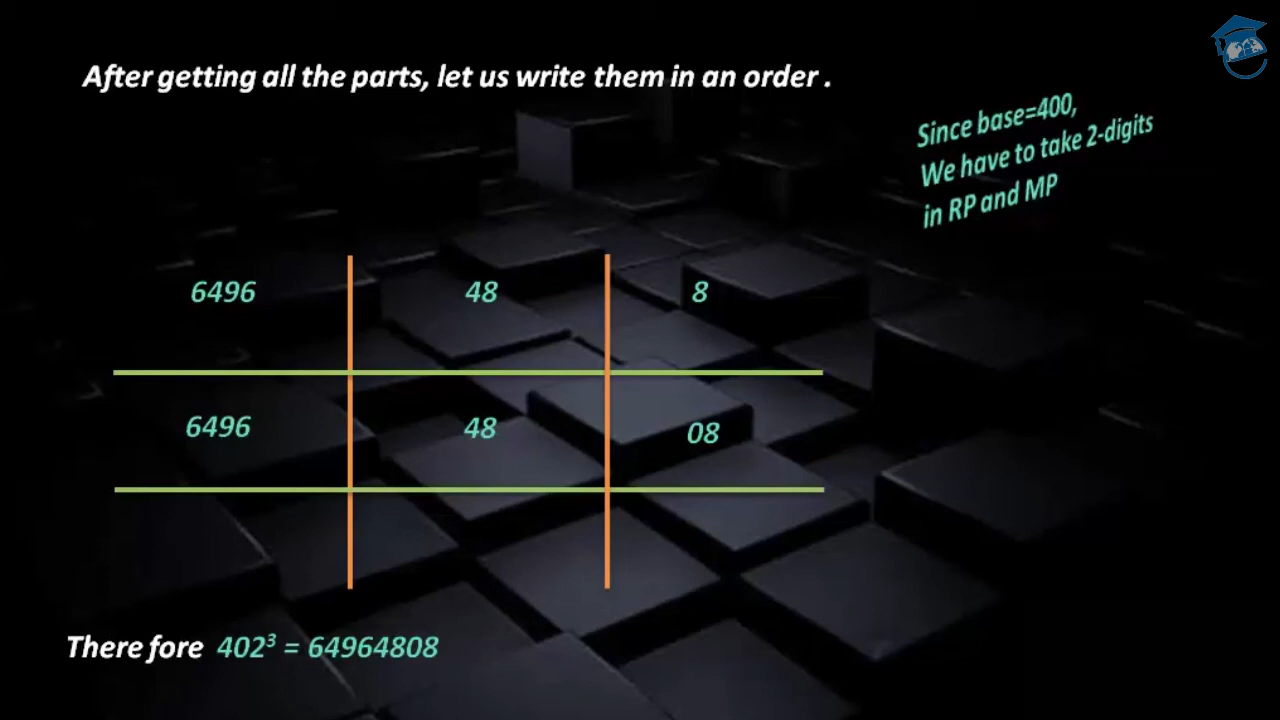 After getting all the parts, let us write them in an order .
Since base=400,
We have to take 2-digits
in RP and MP
6496 48 8
6496 48 08
There fore 402³ = 64964808